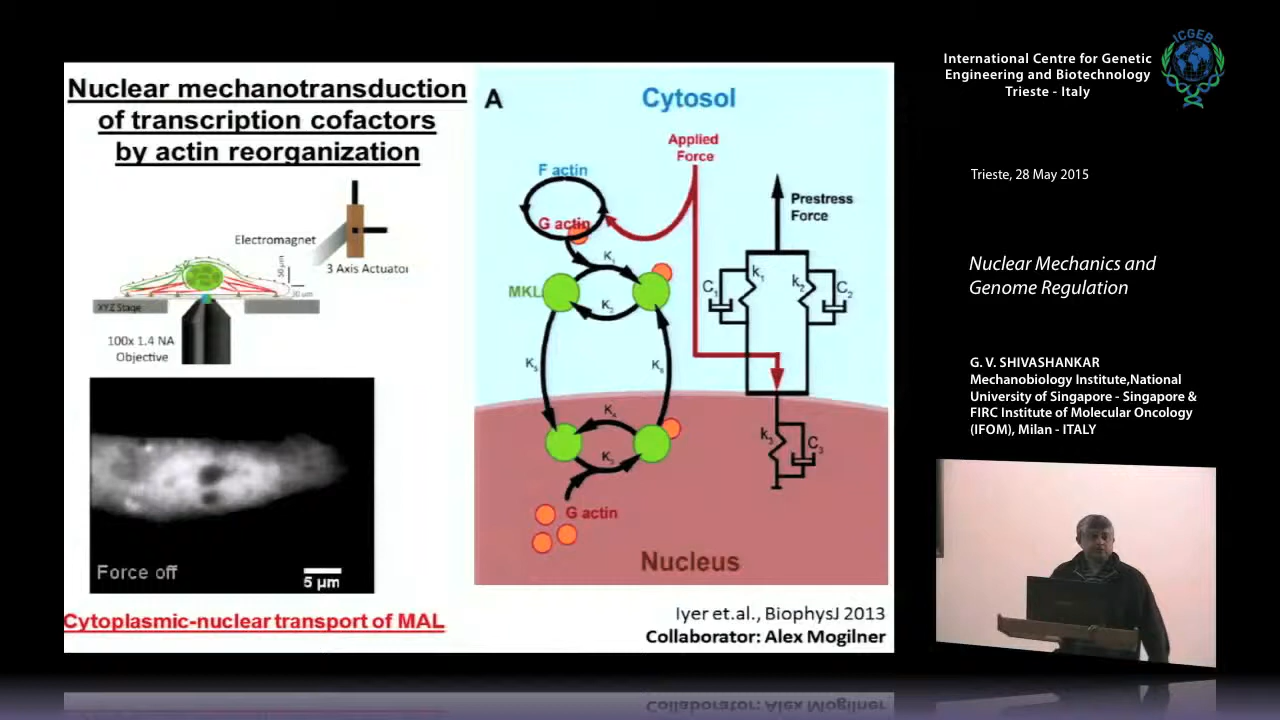 Nuclear mechanotransduction
of transcription cofactors
by actin reorganization
Electromagnet
3 Axis Actuator
50 µm
30 µm
XYZ Stage
100x 1.4 NA
Objective
Force off
5 µm
Cytoplasmic-nuclear transport of MAL
A
Cytosol
Applied
Force
F actin
G actin
Prestress
Force
K1
MKL
K2
k1
k2
C1
C2
K5
K6
K4
K3
k3
C3
G actin
Nucleus
Iyer et.al., BiophysJ 2013
Collaborator: Alex Mogilner
International Centre for Genetic
Engineering and Biotechnology
Trieste - Italy
ICGEB
Trieste, 28 May 2015
Nuclear Mechanics and
Genome Regulation
G. V. SHIVASHANKAR
Mechanobiology Institute,National
University of Singapore - Singapore &
FIRC Institute of Molecular Oncology
(IFOM), Milan - ITALY